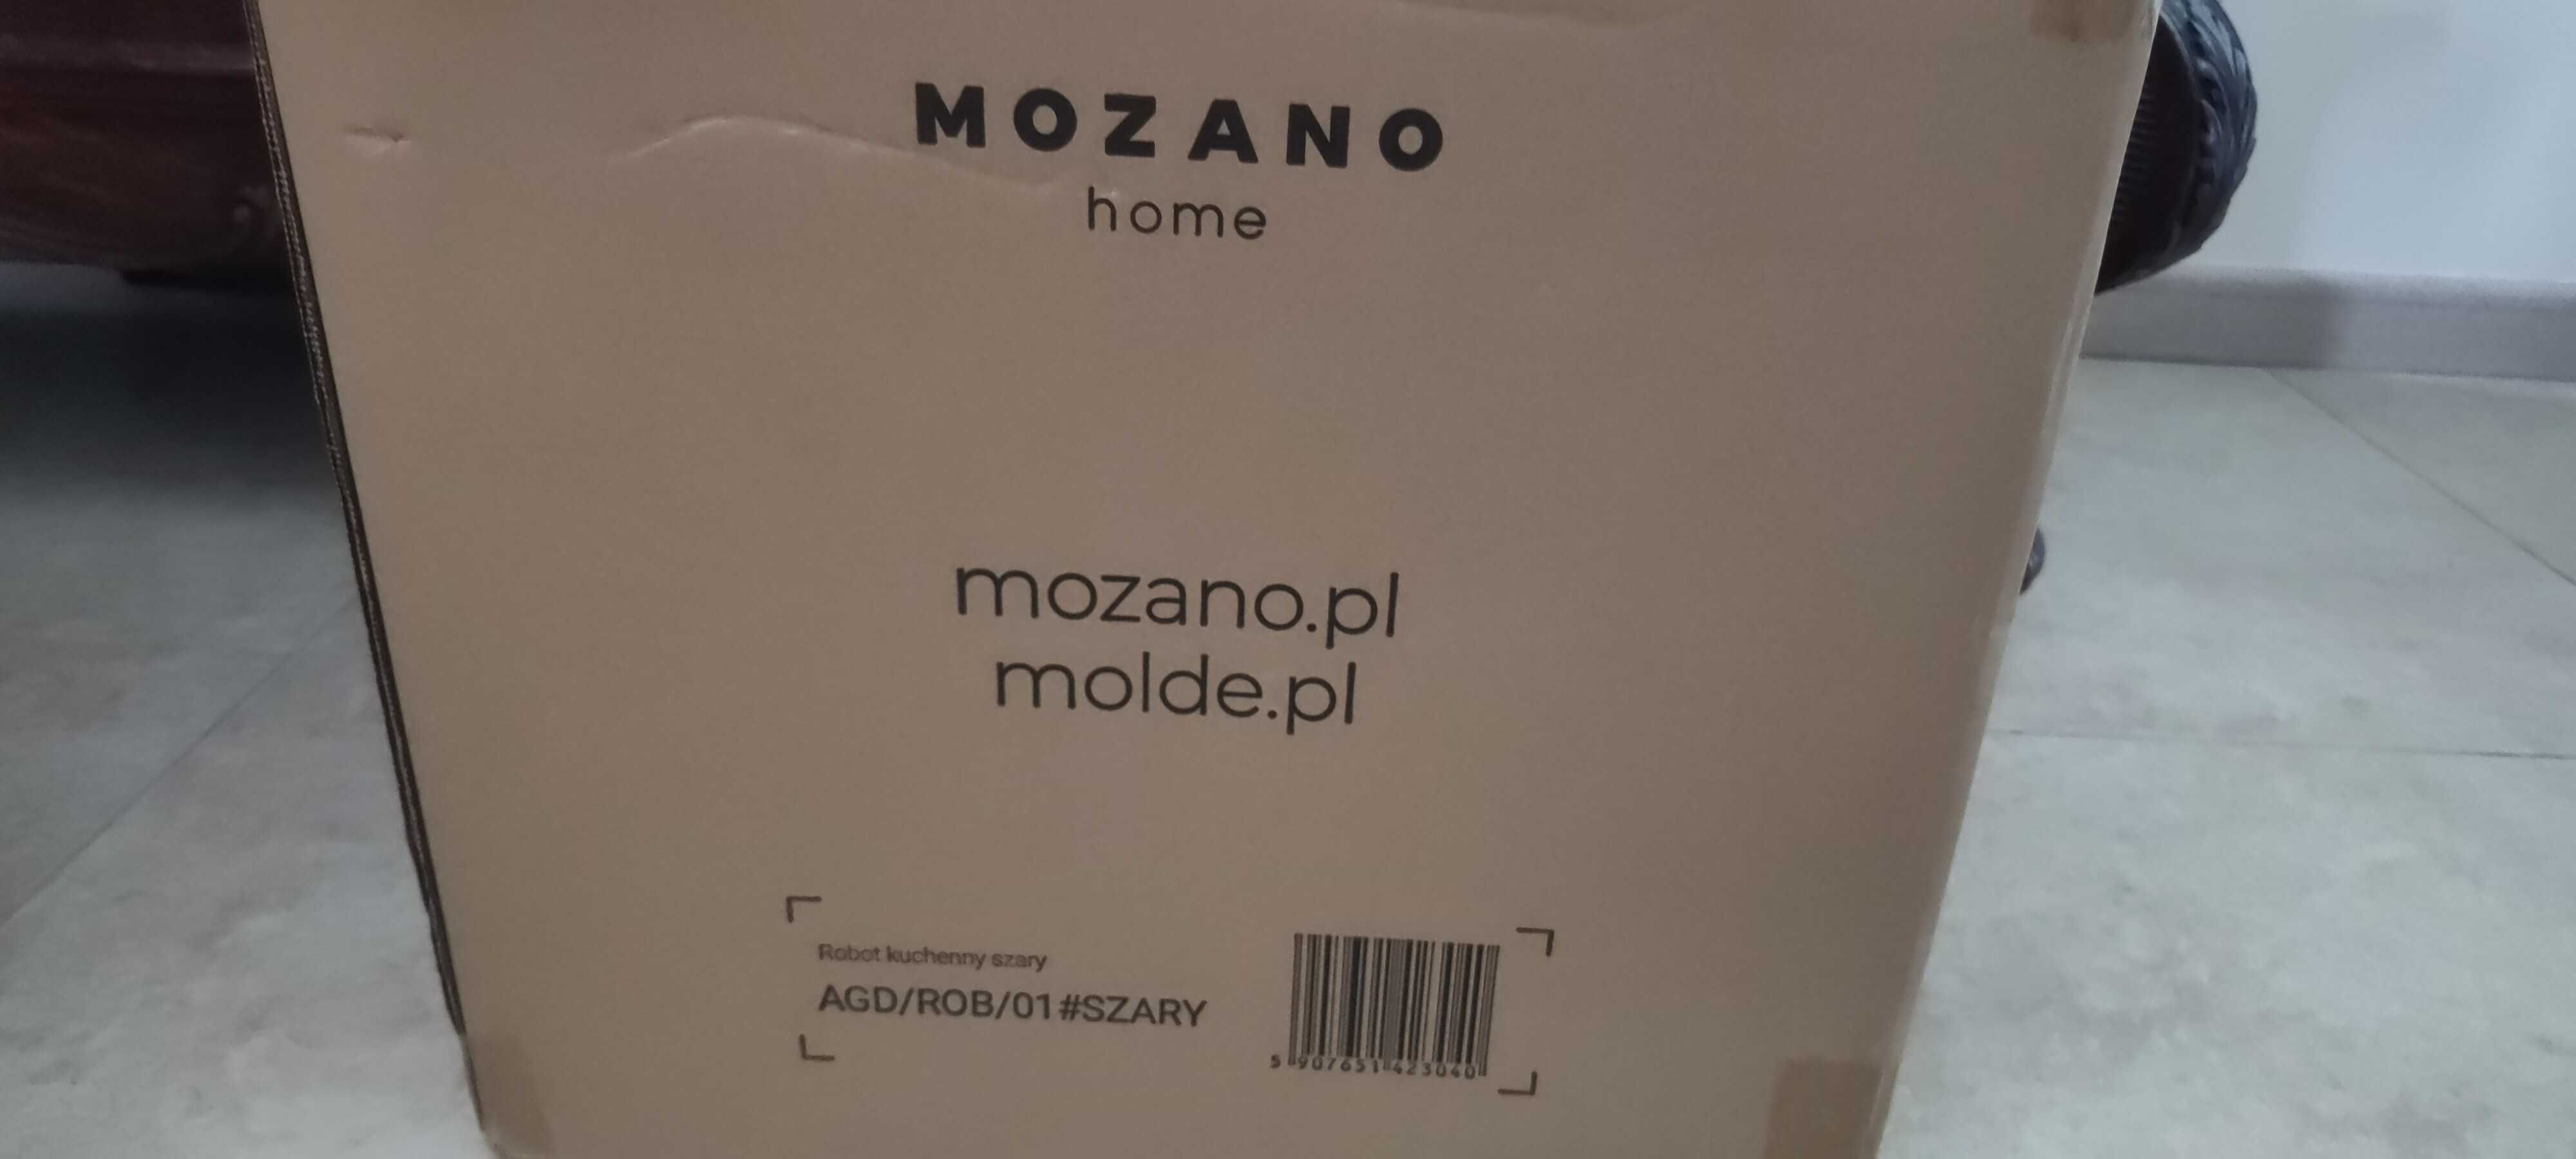 MOZANO
home
mozano.pl
molde.pl
Robot kuchenny szary
AGD/ROB/01#SZARY
5 907651 423040